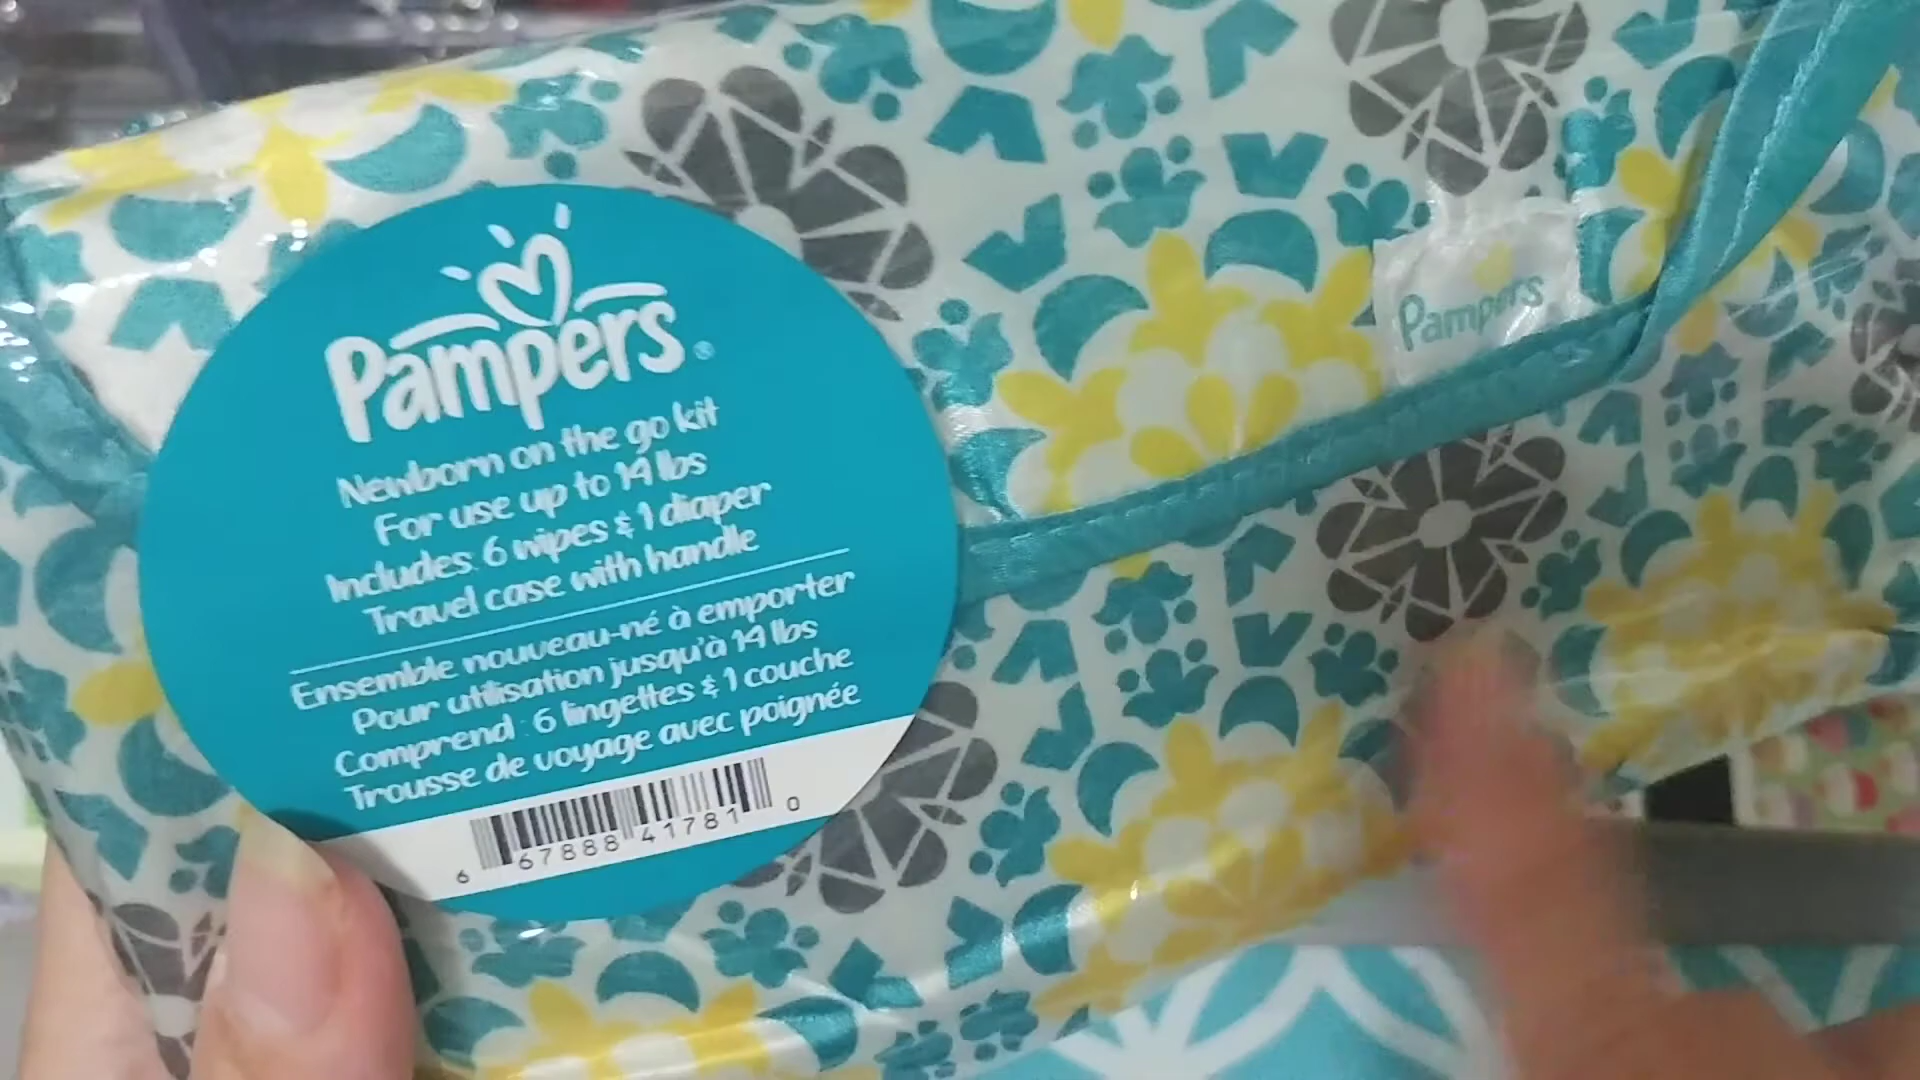 Pampers
Newborn on the go kit
For use up to 14 lbs
Includes: 6 wipes & 1 diaper
Travel case with handle
Ensemble nouveau-né à emporter
Pour utilisation jusqu'à 14 lbs
Comprend : 6 lingettes & 1 couche
Trousse de voyage avec poignée
6 67888 41781 0
Pampers